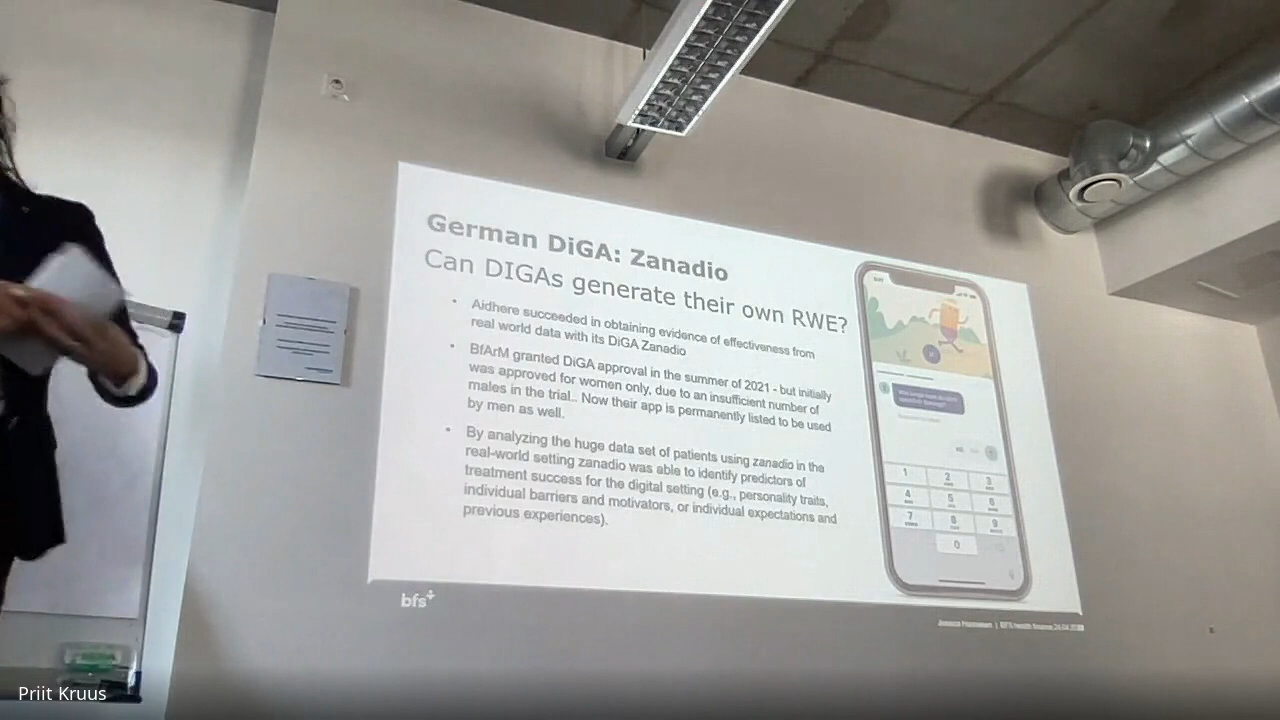 German DiGA: Zanadio
Can DIGAs generate their own RWE?
• Aidhere succeeded in obtaining evidence of effectiveness from
real world data with its DiGA Zanadio
• BfArM granted DiGA approval in the summer of 2021 - but initially
was approved for women only, due to an insufficient number of
males in the trial.. Now their app is permanently listed to be used
by men as well.
• By analyzing the huge data set of patients using zanadio in the
real-world setting zanadio was able to identify predictors of
treatment success for the digital setting (e.g., personality traits,
individual barriers and motivators, or individual expectations and
previous experiences).
1 2 3
4 5 6
7 8 9
0
bfs+
Priit Kruus